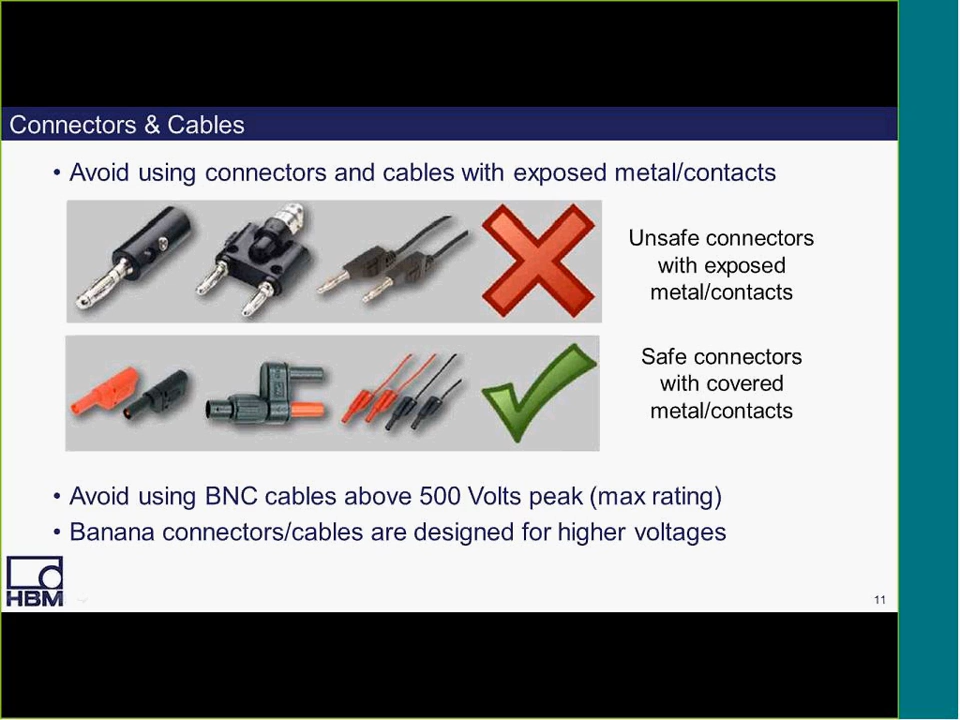 Connectors & Cables
• Avoid using connectors and cables with exposed metal/contacts
Unsafe connectors
with exposed
metal/contacts
Safe connectors
with covered
metal/contacts
• Avoid using BNC cables above 500 Volts peak (max rating)
• Banana connectors/cables are designed for higher voltages
HBM
11